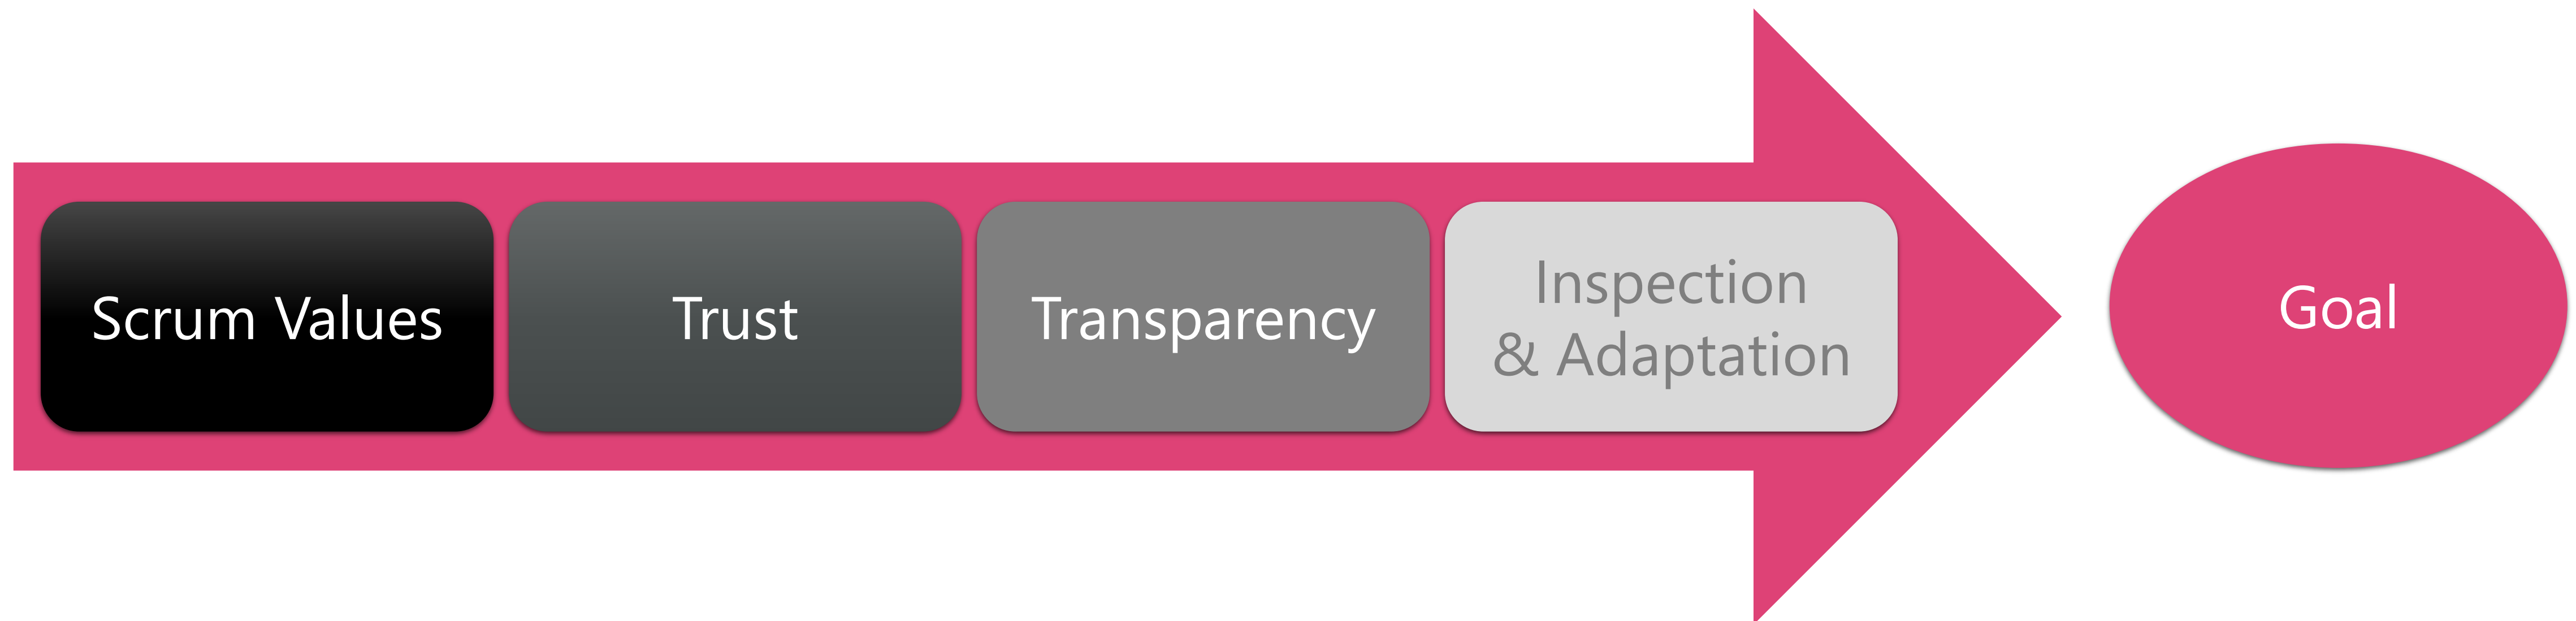 Scrum Values
Trust
Transparency
Inspection
& Adaptation
Goal